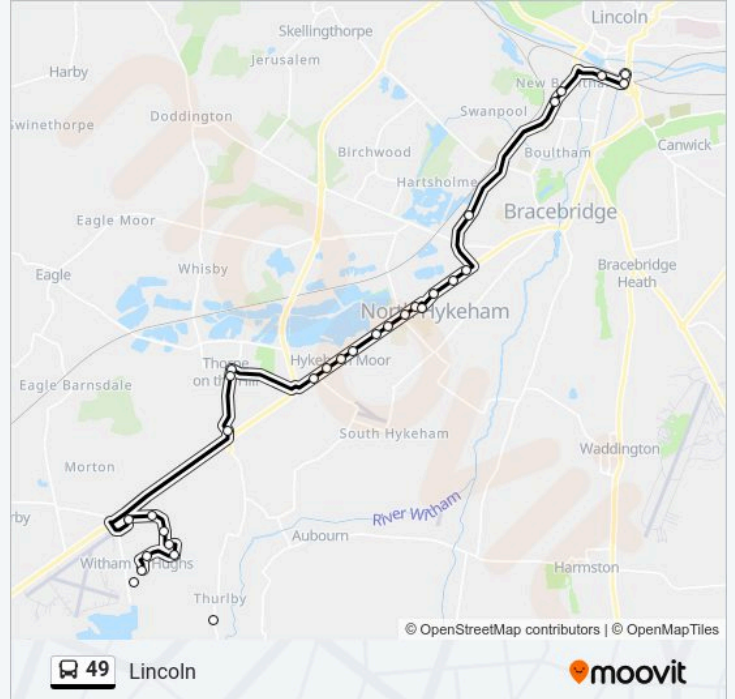 Lincoln
Skellingthorpe
Jerusalem
Harby
New Boultham
Doddington
Swanpool
Swinethorpe
Canwick
Birchwood
Boultham
Hartsholme
Bracebridge
Eagle Moor
Whisby
Eagle
Bracebridge
Heath
North Hykeham
Thorpe
on the Hill
Hykeham Moor
Eagle Barnsdale
South Hykeham
Waddington
Morton
River Witham
rby
Aubourn
Witham St Hughs
Harmston
Thurlby
© OpenStreetMap contributors | © OpenMapTiles
49 Lincoln
moovit